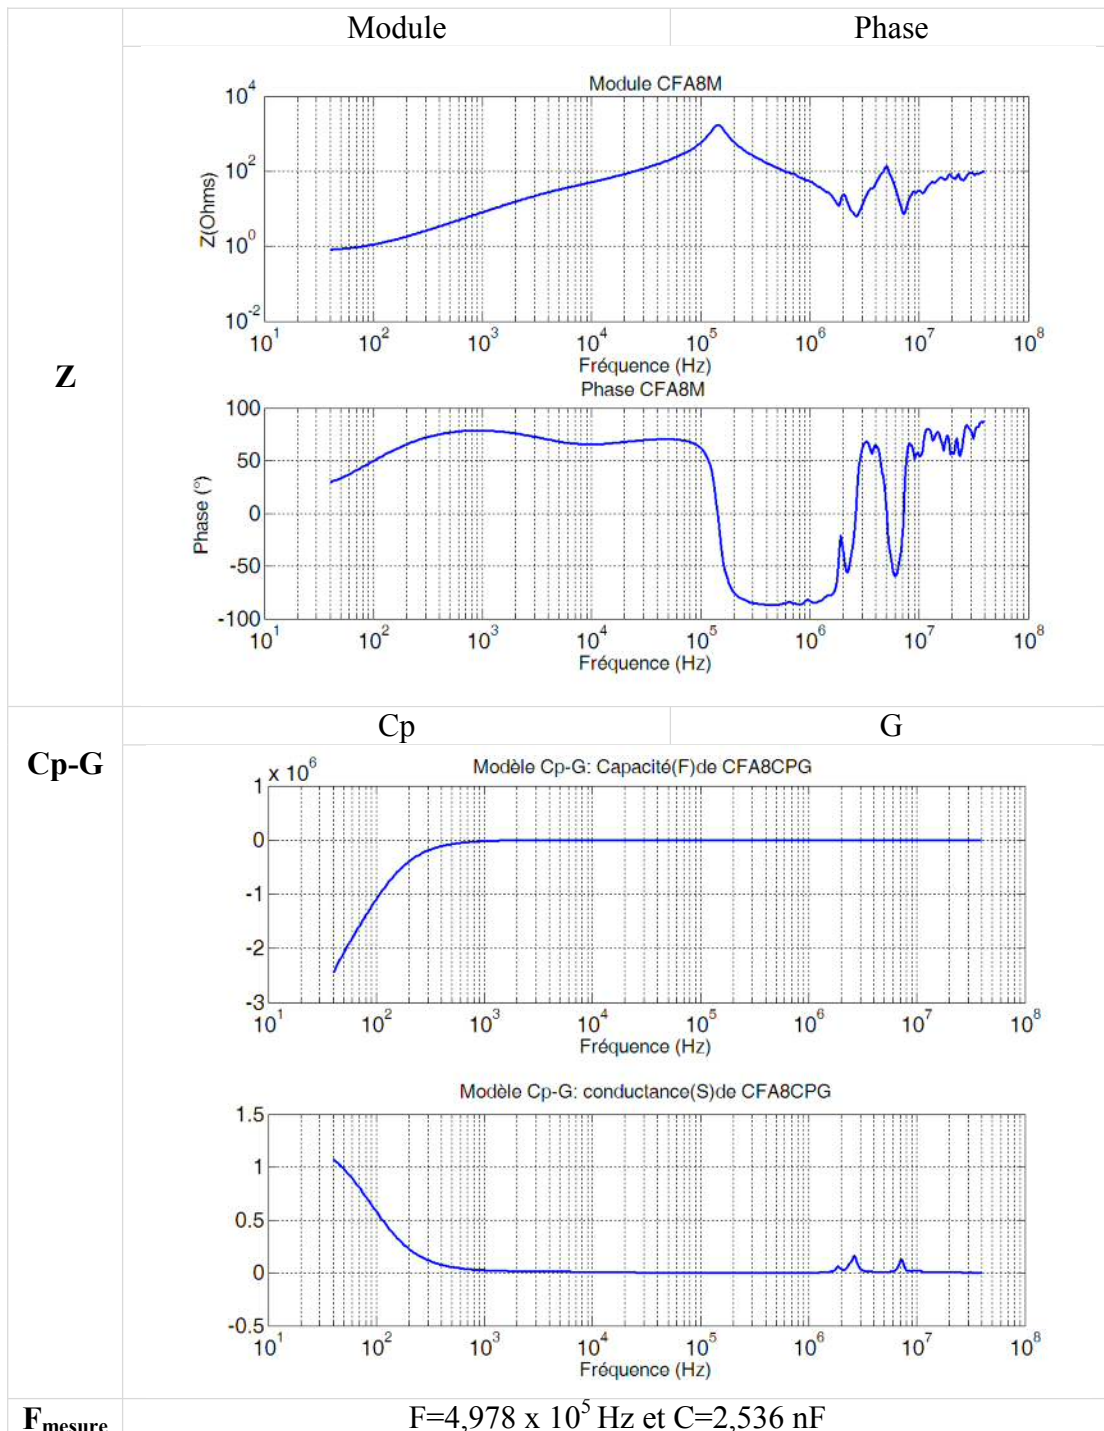 Module Phase
Module CFA8M
10^4
10^2
10^0
10^-2
Z(Ohms)
10^1 10^2 10^3 10^4 10^5 10^6 10^7 10^8
Fréquence (Hz)
Z
Phase CFA8M
100
50
0
-50
-100
Phase (°)
10^1 10^2 10^3 10^4 10^5 10^6 10^7 10^8
Fréquence (Hz)
Cp G
Cp-G
x 10^6
Modèle Cp-G: Capacité(F)de CFA8CPG
1
0
-1
-2
-3
10^1 10^2 10^3 10^4 10^5 10^6 10^7 10^8
Fréquence (Hz)
Modèle Cp-G: conductance(S)de CFA8CPG
1.5
1
0.5
0
-0.5
10^1 10^2 10^3 10^4 10^5 10^6 10^7 10^8
Fréquence (Hz)
Fmesure F=4,978 x 10^5 Hz et C=2,536 nF